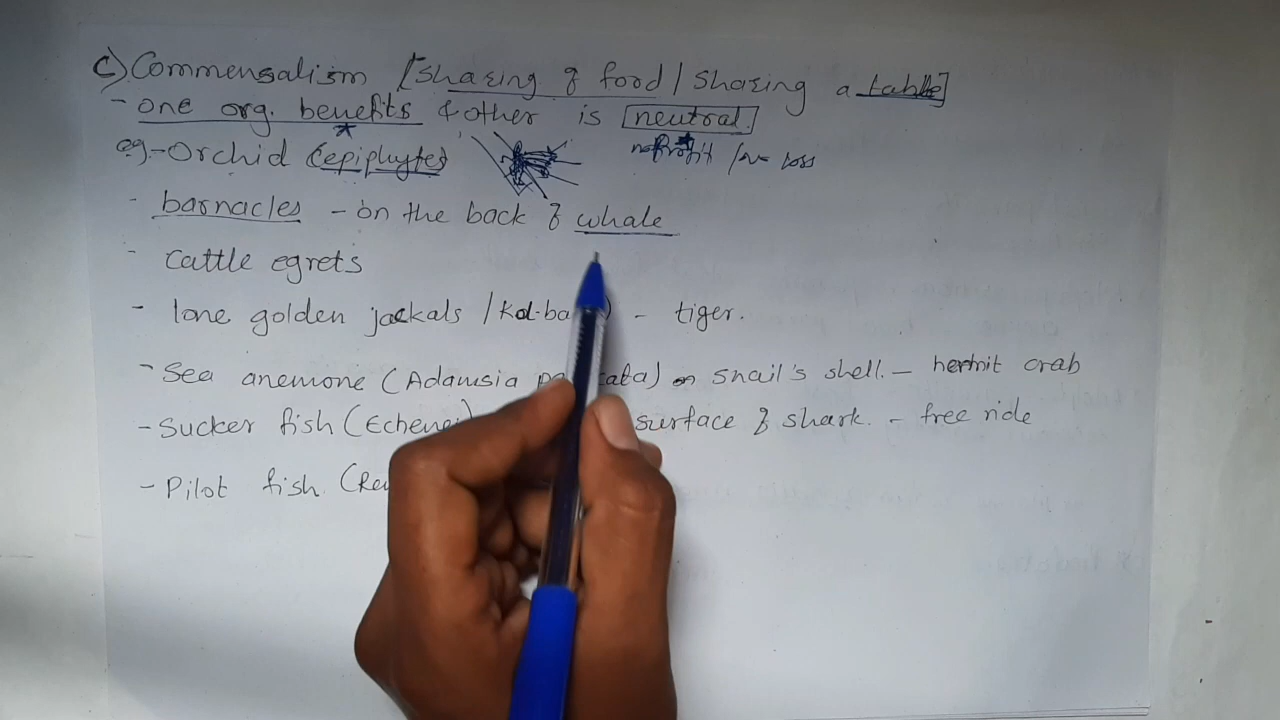 C) Commensalism [sharing of food / sharing a table]
- one org. benefits & other is neutral.
eg.- Orchid (epiphytes
no profit / no loss
- barnacles - on the back of whale
- cattle egrets
- lone golden jackals / - tiger.
- Sea anemone (Adamsia on snail's shell. - hermit crab
- Sucker fish ( surface of shark. - free ride
- Pilot fish.